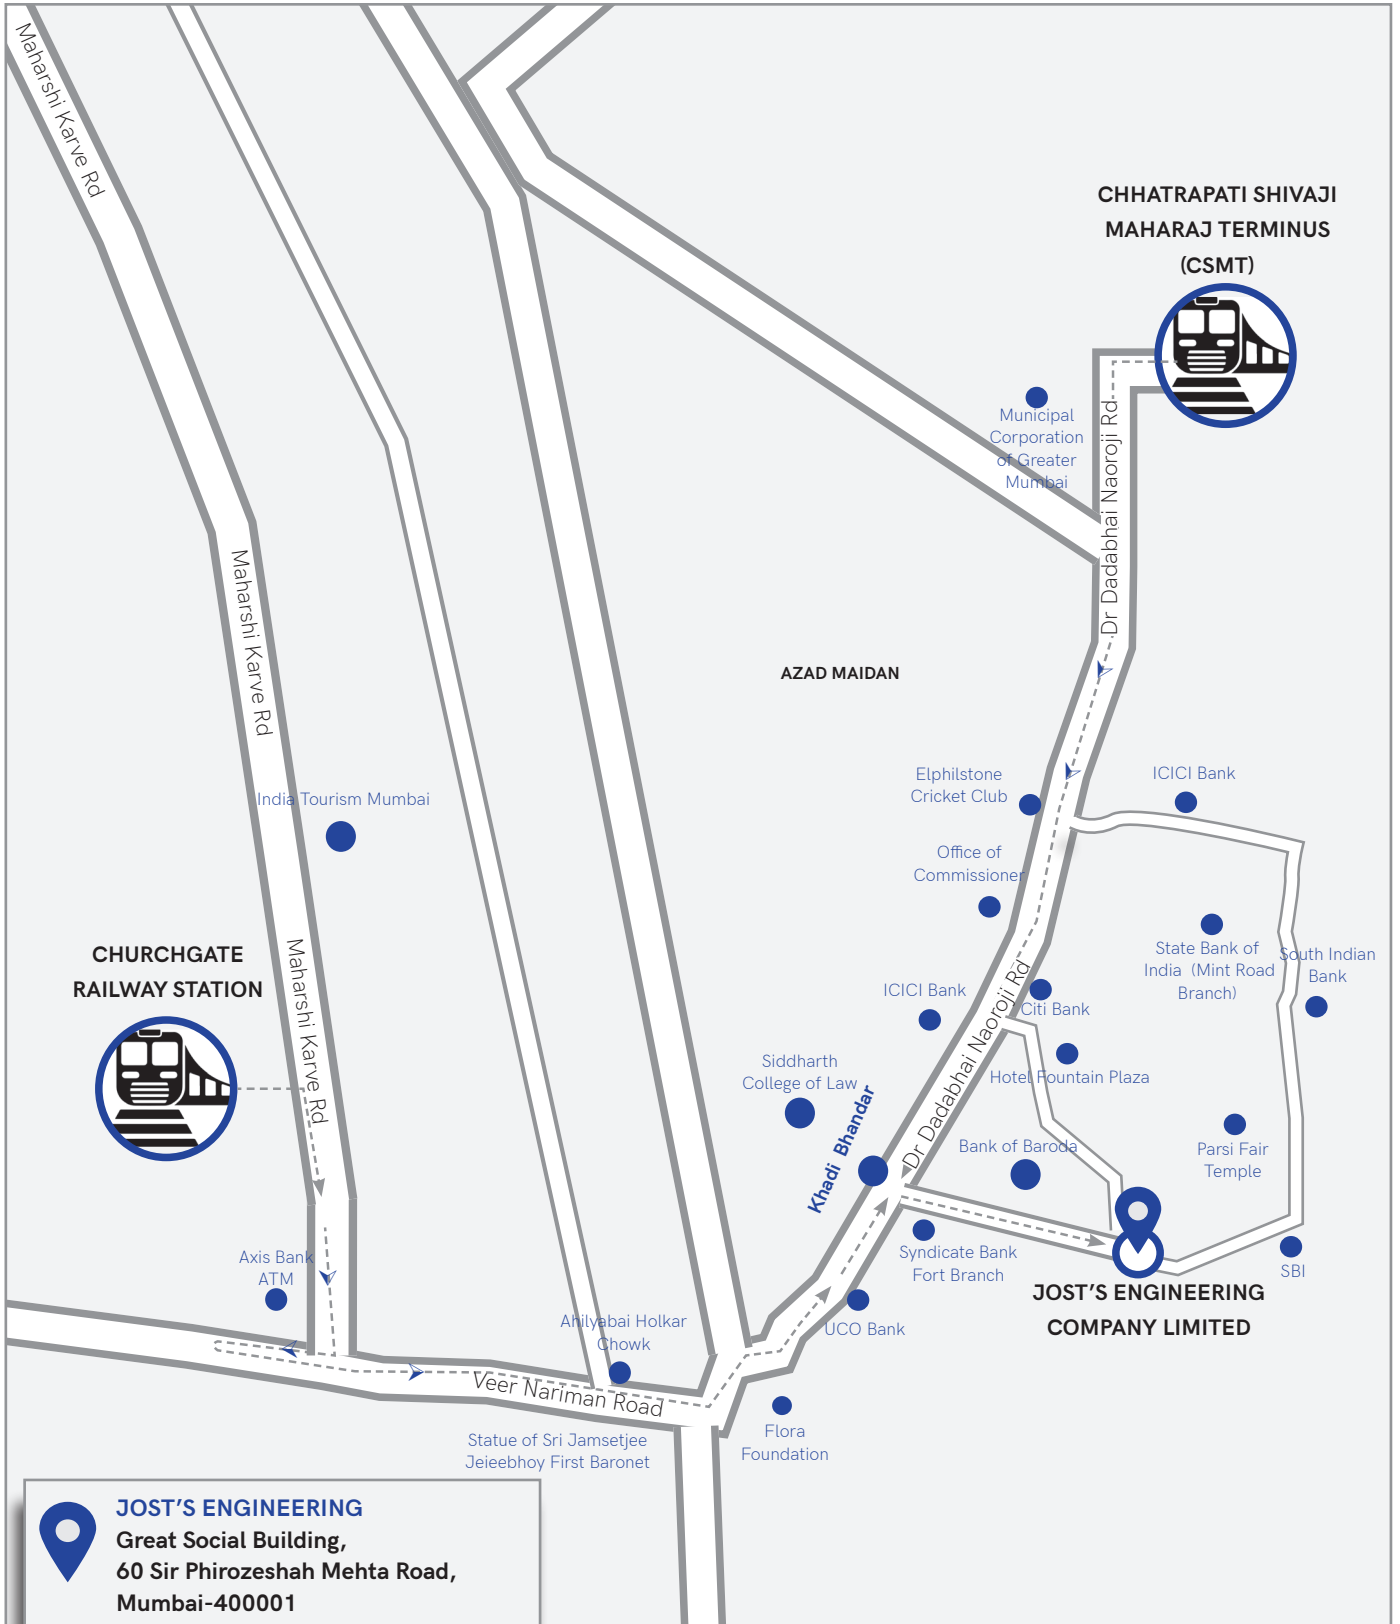 Maharshi Karve Rd
CHHATRAPATI SHIVAJI
MAHARAJ TERMINUS
(CSMT)
Municipal
Corporation
of Greater
Mumbai
Dr Dadabhai Naoroji Rd
Maharshi Karve Rd
AZAD MAIDAN
Elphilstone
Cricket Club
ICICI Bank
India Tourism Mumbai
Office of
Commissioner
CHURCHGATE
RAILWAY STATION
Maharshi Karve Rd
State Bank of
India (Mint Road
Branch)
South Indian
Bank
ICICI Bank
Citi Bank
Dr Dadabhai Naoroji Rd
Hotel Fountain Plaza
Siddharth
College of Law
Khadi Bhandar
Bank of Baroda
Parsi Fair
Temple
Syndicate Bank
Fort Branch
SBI
JOST'S ENGINEERING
COMPANY LIMITED
Axis Bank
ATM
Ahilyabai Holkar
Chowk
UCO Bank
Veer Nariman Road
Flora
Foundation
Statue of Sri Jamsetjee
Jeieebhoy First Baronet
JOST'S ENGINEERING
Great Social Building,
60 Sir Phirozeshah Mehta Road,
Mumbai-400001